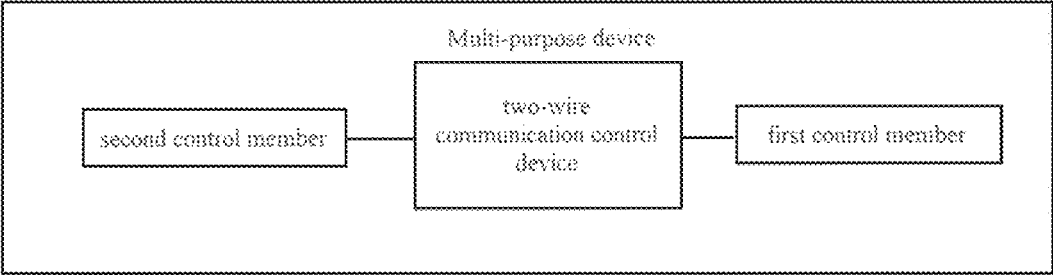 Multi-purpose device
two-wire
communication control
device
second control member
first control member